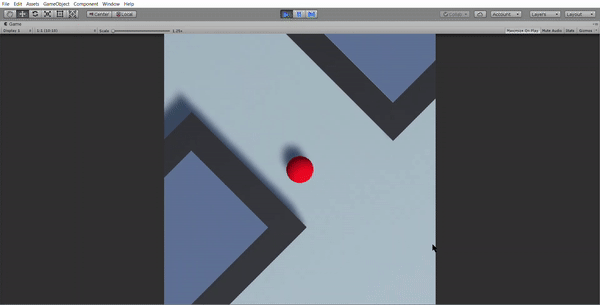 File Edit Assets GameObject Component Window Help
Center Local Collab Account Layers Layout
Game
Display 1 1:1 (10:10) Scale 1.25x Maximize On Play Mute Audio Stats Gizmos